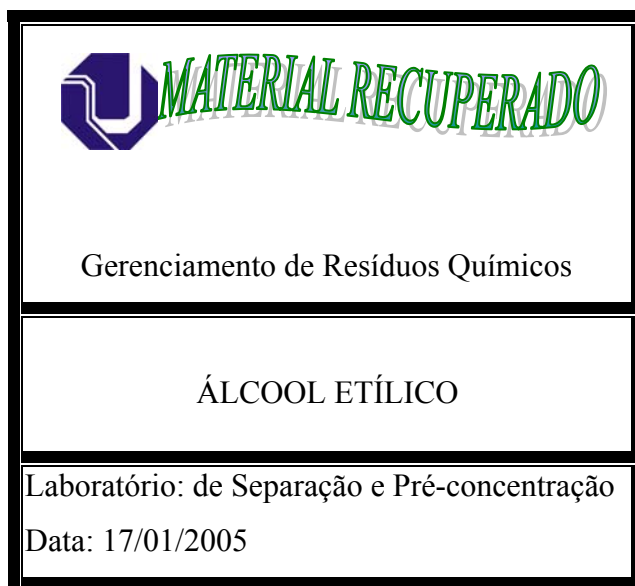 MATERIAL RECUPERADO
Gerenciamento de Resíduos Químicos
ÁLCOOL ETÍLICO
Laboratório: de Separação e Pré-concentração
Data: 17/01/2005